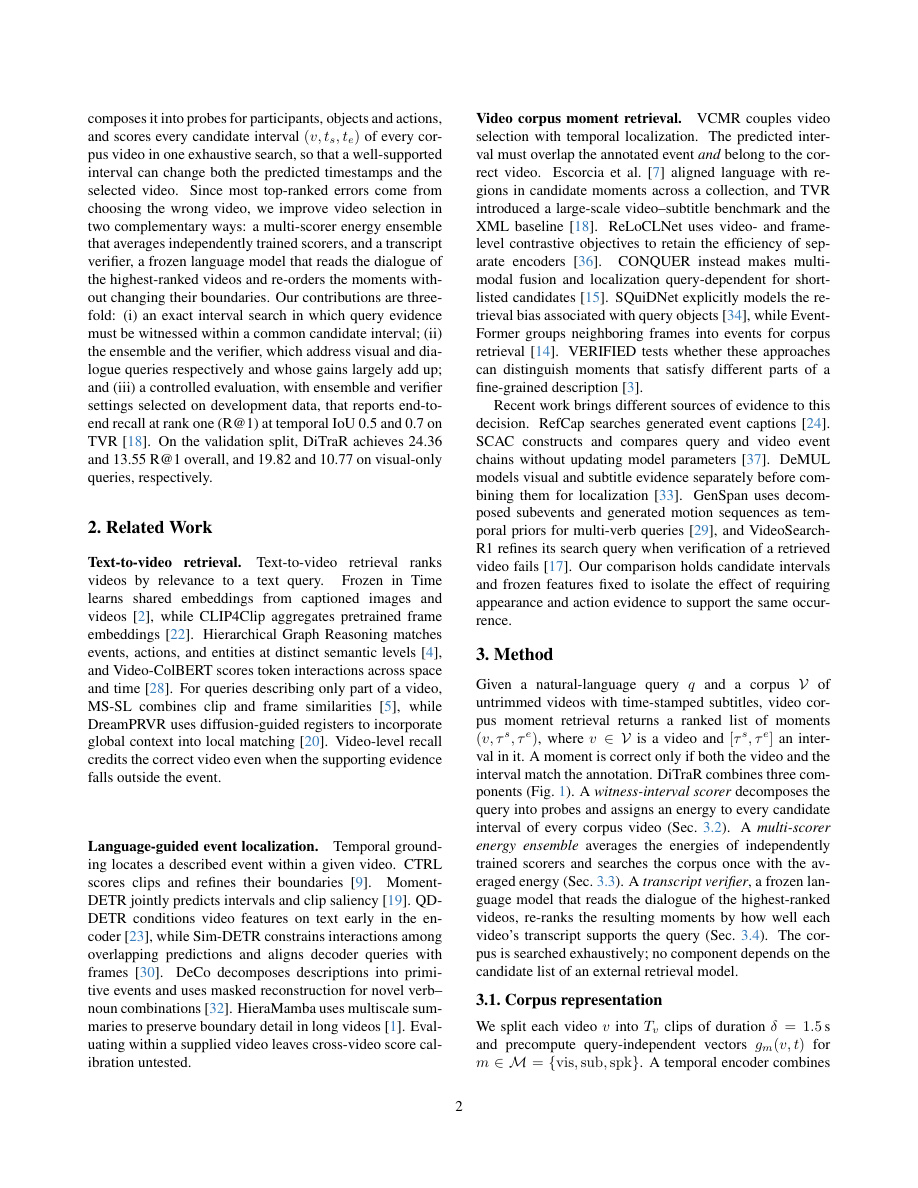 composes it into probes for participants, objects and actions,
and scores every candidate interval (v, t_s, t_e) of every cor-
pus video in one exhaustive search, so that a well-supported
interval can change both the predicted timestamps and the
selected video. Since most top-ranked errors come from
choosing the wrong video, we improve video selection in
two complementary ways: a multi-scorer energy ensemble
that averages independently trained scorers, and a transcript
verifier, a frozen language model that reads the dialogue of
the highest-ranked videos and re-orders the moments with-
out changing their boundaries. Our contributions are three-
fold: (i) an exact interval search in which query evidence
must be witnessed within a common candidate interval; (ii)
the ensemble and the verifier, which address visual and dia-
logue queries respectively and whose gains largely add up;
and (iii) a controlled evaluation, with ensemble and verifier
settings selected on development data, that reports end-to-
end recall at rank one (R@1) at temporal IoU 0.5 and 0.7 on
TVR [18]. On the validation split, DiTraR achieves 24.36
and 13.55 R@1 overall, and 19.82 and 10.77 on visual-only
queries, respectively.
2. Related Work
Text-to-video retrieval. Text-to-video retrieval ranks
videos by relevance to a text query. Frozen in Time
learns shared embeddings from captioned images and
videos [2], while CLIP4Clip aggregates pretrained frame
embeddings [22]. Hierarchical Graph Reasoning matches
events, actions, and entities at distinct semantic levels [4],
and Video-ColBERT scores token interactions across space
and time [28]. For queries describing only part of a video,
MS-SL combines clip and frame similarities [5], while
DreamPRVR uses diffusion-guided registers to incorporate
global context into local matching [20]. Video-level recall
credits the correct video even when the supporting evidence
falls outside the event.
Language-guided event localization. Temporal ground-
ing locates a described event within a given video. CTRL
scores clips and refines their boundaries [9]. Moment-
DETR jointly predicts intervals and clip saliency [19]. QD-
DETR conditions video features on text early in the en-
coder [23], while Sim-DETR constrains interactions among
overlapping predictions and aligns decoder queries with
frames [30]. DeCo decomposes descriptions into primi-
tive events and uses masked reconstruction for novel verb–
noun combinations [32]. HieraMamba uses multiscale sum-
maries to preserve boundary detail in long videos [1]. Eval-
uating within a supplied video leaves cross-video score cal-
ibration untested.
Video corpus moment retrieval. VCMR couples video
selection with temporal localization. The predicted inter-
val must overlap the annotated event and belong to the cor-
rect video. Escorcia et al. [7] aligned language with re-
gions in candidate moments across a collection, and TVR
introduced a large-scale video–subtitle benchmark and the
XML baseline [18]. ReLoCLNet uses video- and frame-
level contrastive objectives to retain the efficiency of sep-
arate encoders [36]. CONQUER instead makes multi-
modal fusion and localization query-dependent for short-
listed candidates [15]. SQuiDNet explicitly models the re-
trieval bias associated with query objects [34], while Event-
Former groups neighboring frames into events for corpus
retrieval [14]. VERIFIED tests whether these approaches
can distinguish moments that satisfy different parts of a
fine-grained description [3].
Recent work brings different sources of evidence to this
decision. RefCap searches generated event captions [24].
SCAC constructs and compares query and video event
chains without updating model parameters [37]. DeMUL
models visual and subtitle evidence separately before com-
bining them for localization [33]. GenSpan uses decom-
posed subevents and generated motion sequences as tem-
poral priors for multi-verb queries [29], and VideoSearch-
R1 refines its search query when verification of a retrieved
video fails [17]. Our comparison holds candidate intervals
and frozen features fixed to isolate the effect of requiring
appearance and action evidence to support the same occur-
rence.
3. Method
Given a natural-language query q and a corpus 𝒱 of
untrimmed videos with time-stamped subtitles, video cor-
pus moment retrieval returns a ranked list of moments
(v, τ^s, τ^e), where v ∈ 𝒱 is a video and [τ^s, τ^e] an inter-
val in it. A moment is correct only if both the video and the
interval match the annotation. DiTraR combines three com-
ponents (Fig. 1). A witness-interval scorer decomposes the
query into probes and assigns an energy to every candidate
interval of every corpus video (Sec. 3.2). A multi-scorer
energy ensemble averages the energies of independently
trained scorers and searches the corpus once with the av-
eraged energy (Sec. 3.3). A transcript verifier, a frozen lan-
guage model that reads the dialogue of the highest-ranked
videos, re-ranks the resulting moments by how well each
video's transcript supports the query (Sec. 3.4). The cor-
pus is searched exhaustively; no component depends on the
candidate list of an external retrieval model.
3.1. Corpus representation
We split each video v into T_v clips of duration δ = 1.5 s
and precompute query-independent vectors g_m(v, t) for
m ∈ ℳ = {vis, sub, spk}. A temporal encoder combines
2